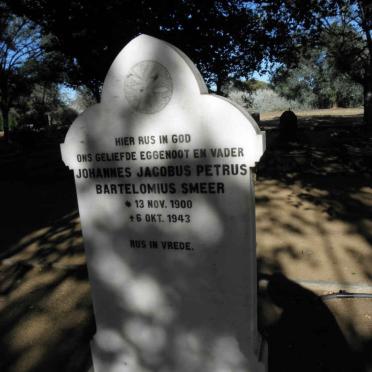 HIER RUS IN GOD
ONS GELIEFDE EGGENOOT EN VADER
JOHANNES JACOBUS PETRUS
BARTELOMIUS SMEER
* 13 NOV. 1900
+ 6 OKT. 1943
RUS IN VREDE.